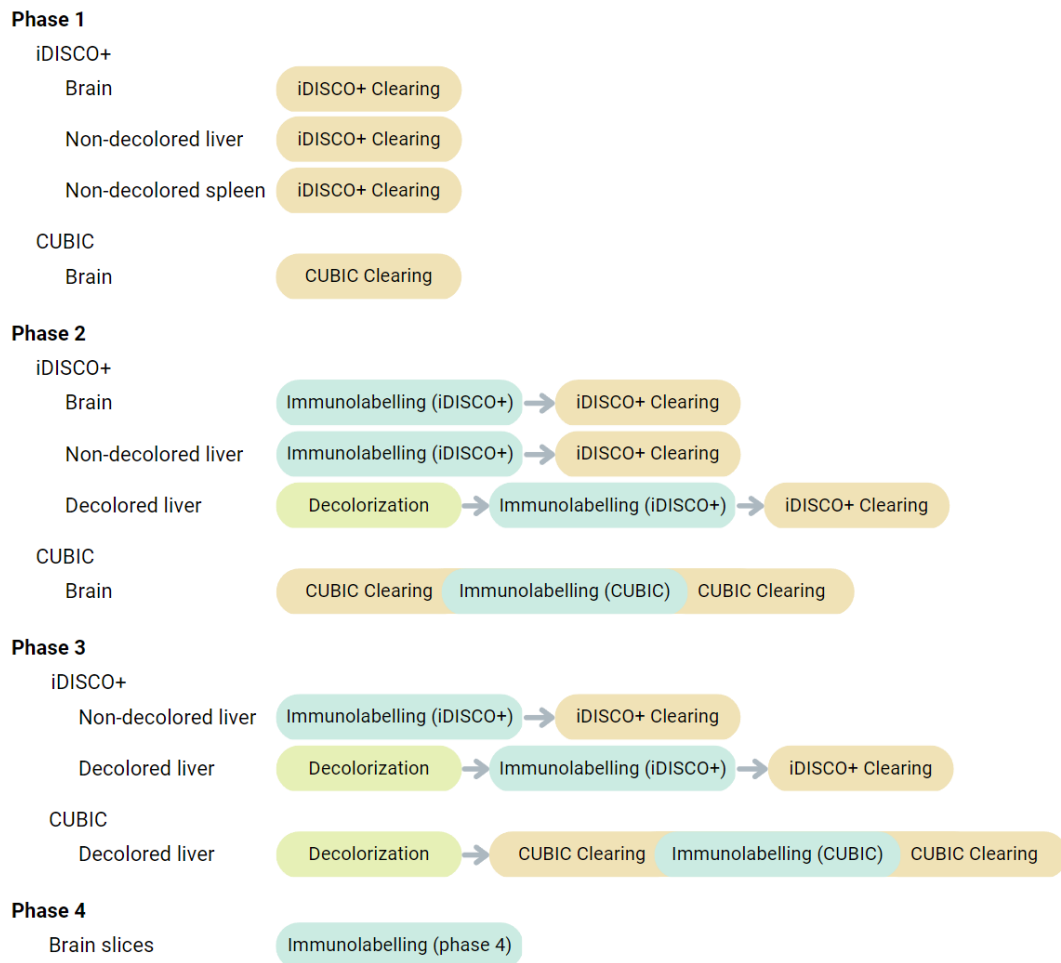 Phase 1
iDISCO+
Brain iDISCO+ Clearing
Non-decolored liver iDISCO+ Clearing
Non-decolored spleen iDISCO+ Clearing
CUBIC
Brain CUBIC Clearing
Phase 2
iDISCO+
Brain Immunolabelling (iDISCO+) iDISCO+ Clearing
Non-decolored liver Immunolabelling (iDISCO+) iDISCO+ Clearing
Decolored liver Decolorization Immunolabelling (iDISCO+) iDISCO+ Clearing
CUBIC
Brain CUBIC Clearing Immunolabelling (CUBIC) CUBIC Clearing
Phase 3
iDISCO+
Non-decolored liver Immunolabelling (iDISCO+) iDISCO+ Clearing
Decolored liver Decolorization Immunolabelling (iDISCO+) iDISCO+ Clearing
CUBIC
Decolored liver Decolorization CUBIC Clearing Immunolabelling (CUBIC) CUBIC Clearing
Phase 4
Brain slices Immunolabelling (phase 4)